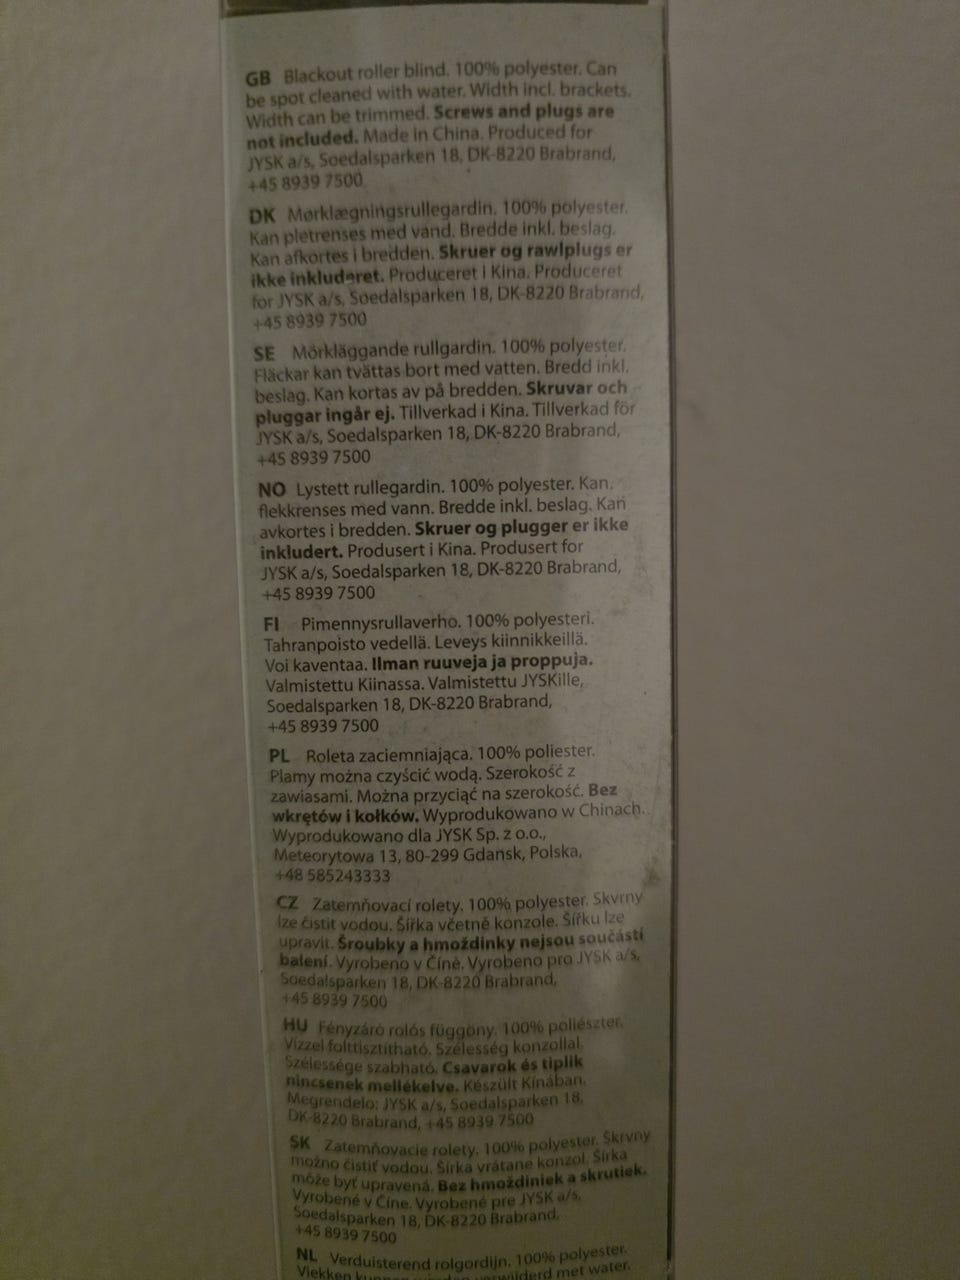 GB Blackout roller blind. 100% polyester. Can
be spot cleaned with water. Width incl. brackets.
Width can be trimmed. Screws and plugs are
not included. Made in China. Produced for
JYSK a/s, Soedalsparken 18, DK-8220 Brabrand,
+45 8939 7500
DK Mørklægningsrullegardin. 100% polyester.
Kan pletrenses med vand. Bredde inkl. beslag.
Kan afkortes i bredden. Skruer og rawlplugs er
ikke inkluderet. Produceret i Kina. Produceret
for JYSK a/s, Soedalsparken 18, DK-8220 Brabrand,
+45 8939 7500
SE Mörkläggande rullgardin. 100% polyester.
Fläckar kan tvättas bort med vatten. Bredd inkl.
beslag. Kan kortas av på bredden. Skruvar och
pluggar ingår ej. Tillverkad i Kina. Tillverkad för
JYSK a/s, Soedalsparken 18, DK-8220 Brabrand,
+45 8939 7500
NO Lystett rullegardin. 100% polyester. Kan
flekkrenses med vann. Bredde inkl. beslag. Kan
avkortes i bredden. Skruer og plugger er ikke
inkludert. Produsert i Kina. Produsert for
JYSK a/s, Soedalsparken 18, DK-8220 Brabrand,
+45 8939 7500
FI Pimennysrullaverho. 100% polyesteri.
Tahranpoisto vedellä. Leveys kiinnikkeillä.
Voi kaventaa. Ilman ruuveja ja proppuja.
Valmistettu Kiinassa. Valmistettu JYSKille,
Soedalsparken 18, DK-8220 Brabrand,
+45 8939 7500
PL Roleta zaciemniająca. 100% poliester.
Plamy można czyścić wodą. Szerokość z
zawiasami. Można przyciąć na szerokość. Bez
wkrętów i kołków. Wyprodukowano w Chinach.
Wyprodukowano dla JYSK Sp. z o.o.,
Meteorytowa 13, 80-299 Gdańsk, Polska,
+48 585243333
CZ Zatemňovací rolety. 100% polyester. Skvrny
lze čistit vodou. Šířka včetně konzole. Šířku lze
upravit. Šroubky a hmoždinky nejsou součástí
balení. Vyrobeno v Číně. Vyrobeno pro JYSK a/s,
Soedalsparken 18, DK-8220 Brabrand,
+45 8939 7500
HU Fényzáró rolós függöny. 100% poliészter.
Vízzel folttisztítható. Szélesség konzollal.
Szélessége szabható. Csavarok és tiplik
nincsenek mellékelve. Készült Kínában.
Megrendelo: JYSK a/s, Soedalsparken 18,
DK-8220 Brabrand, +45 8939 7500
SK Zatemňovacie rolety. 100% polyester. Škrvny
možno čistiť vodou. Šírka vrátane konzol. Šírka
môže byť upravená. Bez hmoždiniek a skrutiek.
Vyrobené v Číne. Vyrobené pre JYSK a/s,
Soedalsparken 18, DK-8220 Brabrand,
+45 8939 7500
NL Verduisterend rolgordijn. 100% polyester.
Vlekken met water.